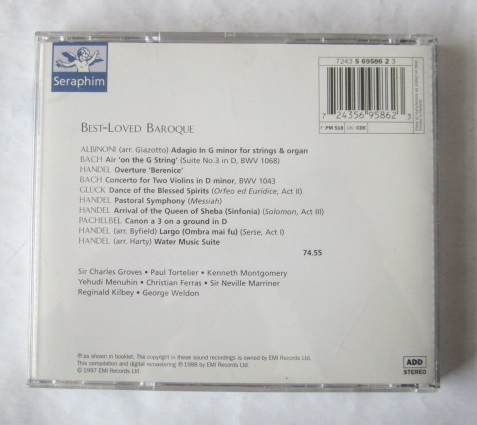 Seraphim
7243 5 69586 2 3
7 24356 95862
F: PM 518 UK: CDE
BEST-LOVED BAROQUE
ALBINONI (arr. Giazotto) Adagio In G minor for strings & organ
BACH Air 'on the G String' (Suite No.3 in D, BWV 1068)
HANDEL Overture 'Berenice'
BACH Concerto for Two Violins in D minor, BWV 1043
GLUCK Dance of the Blessed Spirits (Orfeo ed Euridice, Act II)
HANDEL Pastoral Symphony (Messiah)
HANDEL Arrival of the Queen of Sheba (Sinfonia) (Solomon, Act III)
PACHELBEL Canon a 3 on a ground in D
HANDEL (arr. Byfield) Largo (Ombra mai fu) (Serse, Act I)
HANDEL (arr. Harty) Water Music Suite
74.55
Sir Charles Groves • Paul Tortelier • Kenneth Montgomery
Yehudi Menuhin • Christian Ferras • Sir Neville Marriner
Reginald Kilbey • George Weldon
℗ as shown in booklet. The copyright in these sound recordings is owned by EMI Records Ltd.
This compilation and digital remastering ℗ 1988 by EMI Records Ltd.
© 1997 EMI Records Ltd.
ADD
STEREO